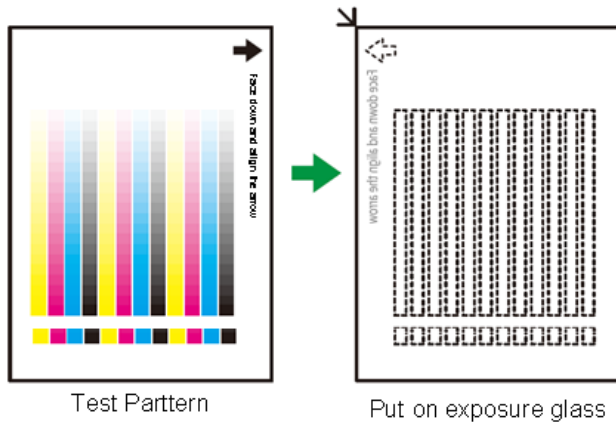 Face down and align the arrow
Face down and align the arrow
Test Parttern
Put on exposure glass